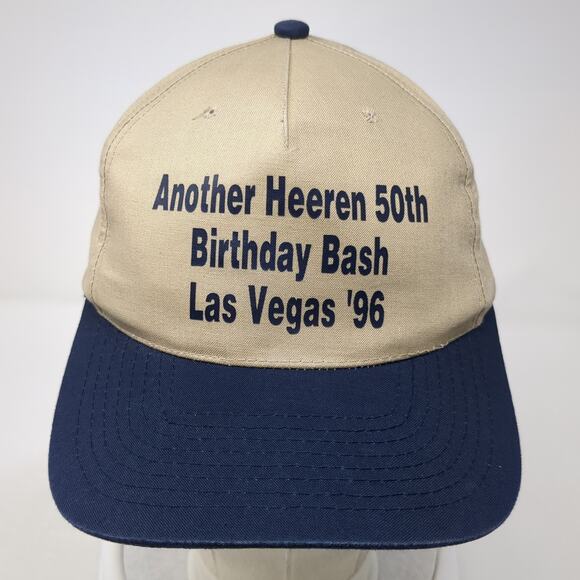 Another Heeren 50th
Birthday Bash
Las Vegas '96